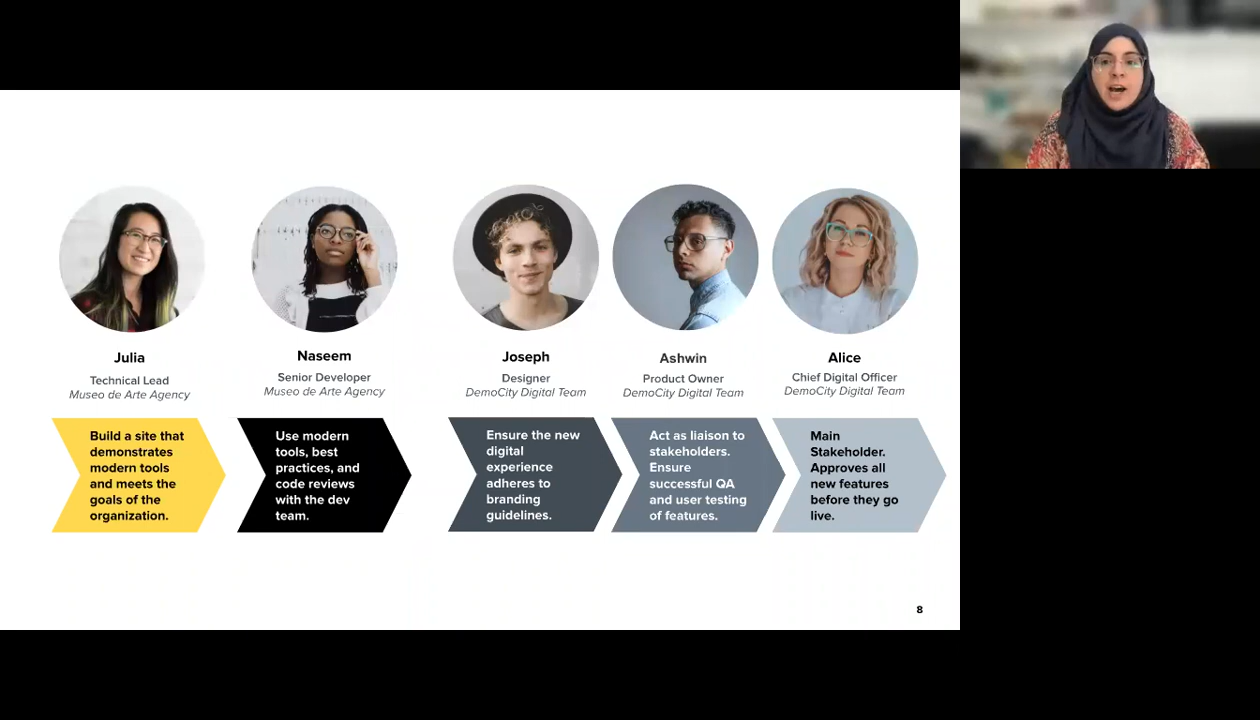 Julia
Technical Lead
Museo de Arte Agency
Build a site that
demonstrates
modern tools
and meets the
goals of the
organization.
Naseem
Senior Developer
Museo de Arte Agency
Use modern
tools, best
practices, and
code reviews
with the dev
team.
Joseph
Designer
DemoCity Digital Team
Ensure the new
digital
experience
adheres to
branding
guidelines.
Ashwin
Product Owner
DemoCity Digital Team
Act as liaison to
stakeholders.
Ensure
successful QA
and user testing
of features.
Alice
Chief Digital Officer
DemoCity Digital Team
Main
Stakeholder.
Approves all
new features
before they go
live.
8